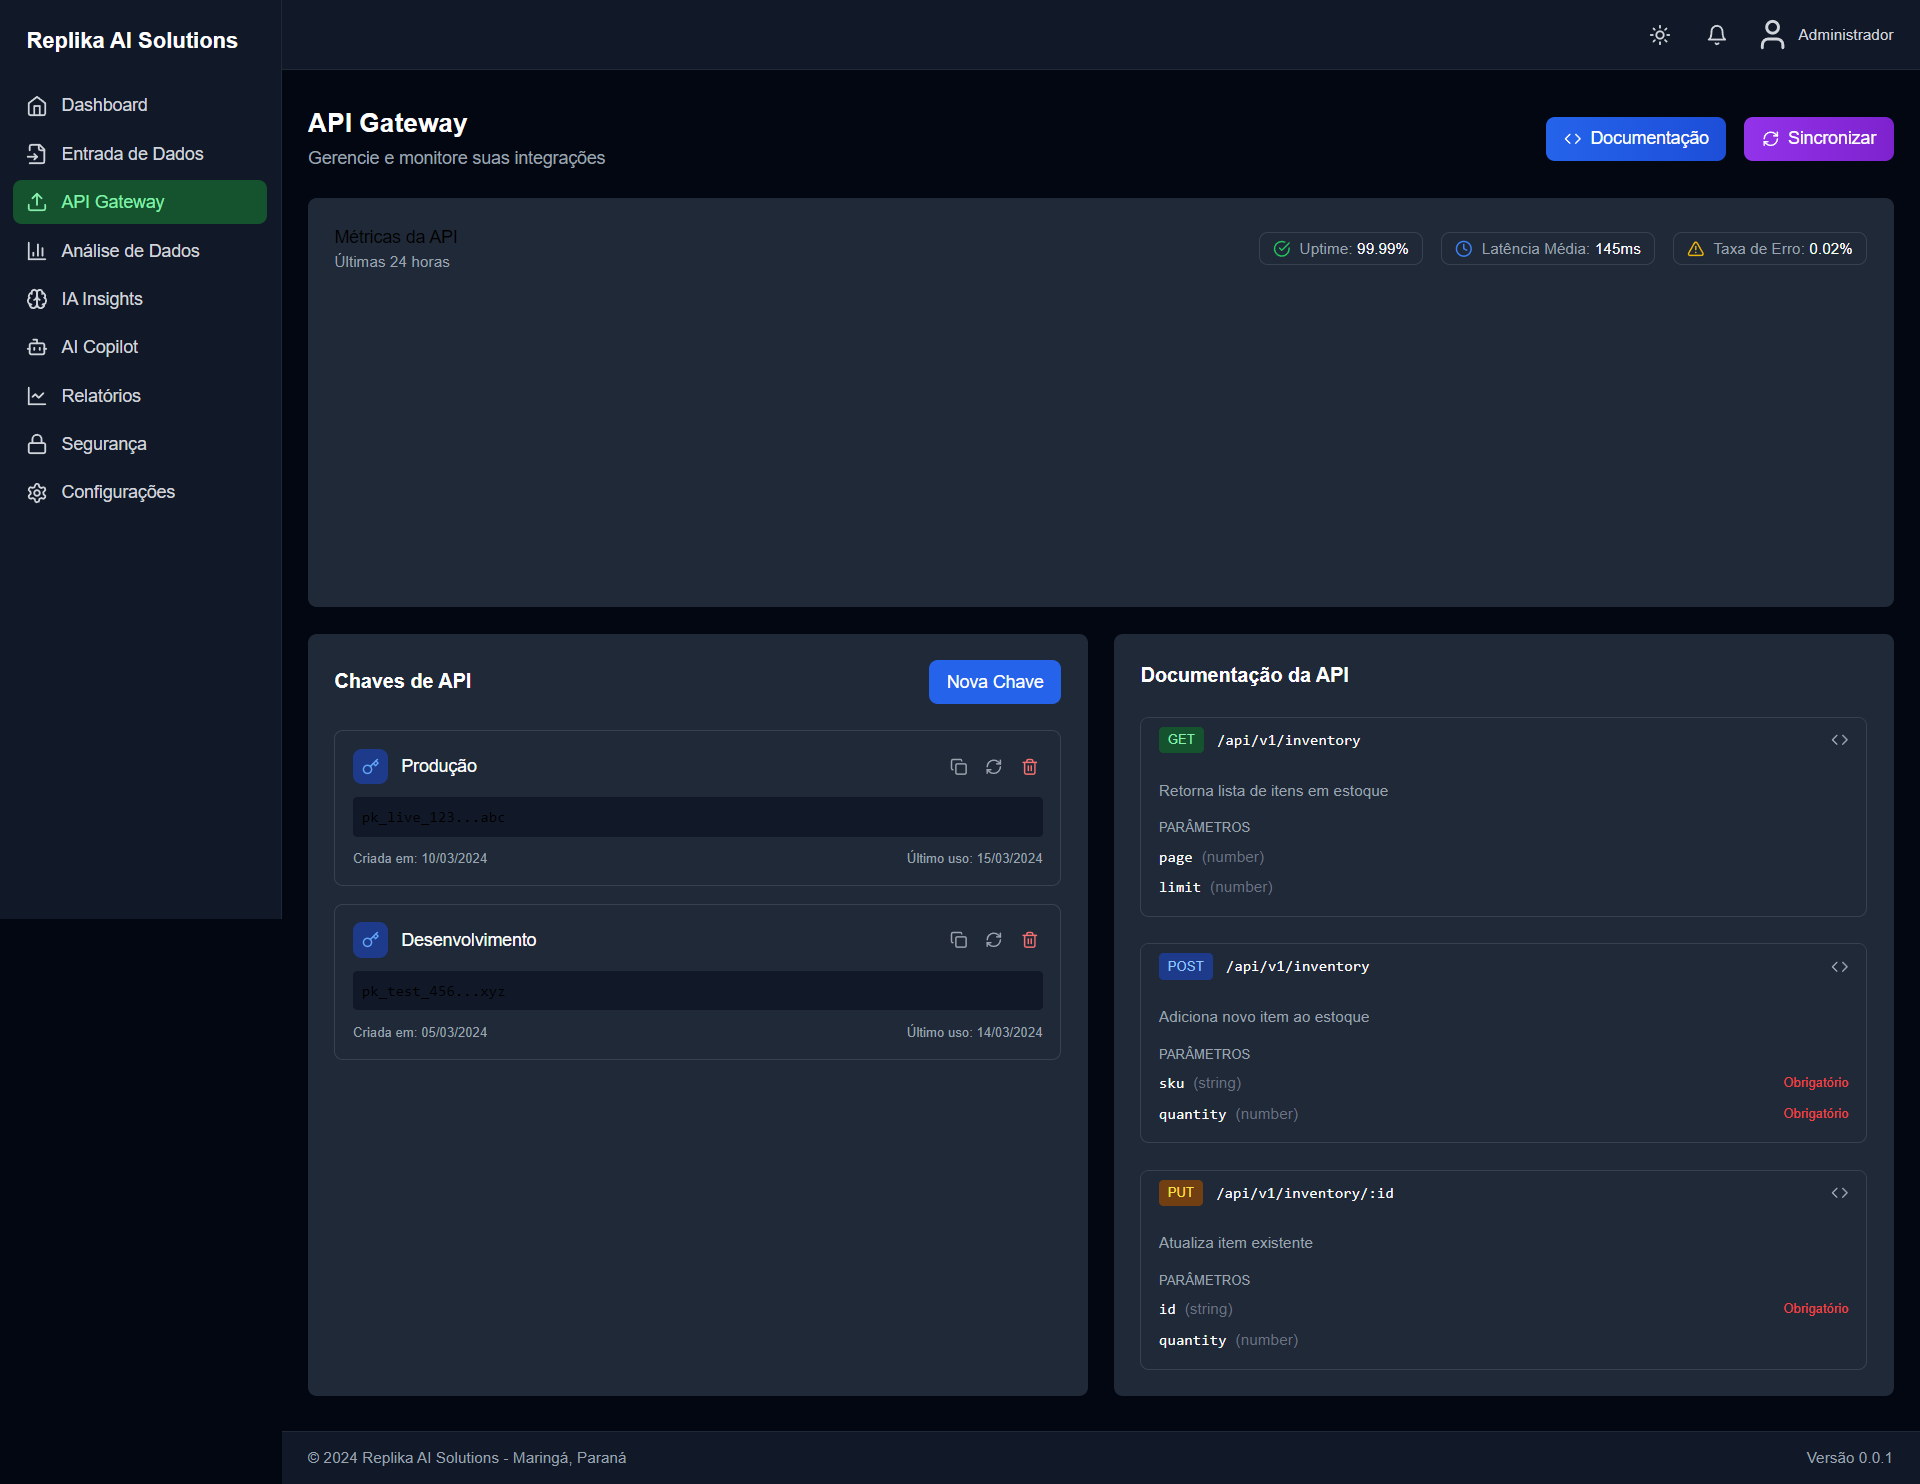 Replika AI Solutions
Administrador
Dashboard
Entrada de Dados
API Gateway
Análise de Dados
IA Insights
AI Copilot
Relatórios
Segurança
Configurações
API Gateway
Gerencie e monitore suas integrações
Documentação
Sincronizar
Métricas da API
Últimas 24 horas
Uptime: 99.99%
Latência Média: 145ms
Taxa de Erro: 0.02%
Chaves de API
Nova Chave
Produção
pk_live_123...abc
Criada em: 10/03/2024
Último uso: 15/03/2024
Desenvolvimento
pk_test_456...xyz
Criada em: 05/03/2024
Último uso: 14/03/2024
Documentação da API
GET /api/v1/inventory
Retorna lista de itens em estoque
PARÂMETROS
page (number)
limit (number)
POST /api/v1/inventory
Adiciona novo item ao estoque
PARÂMETROS
sku (string) Obrigatório
quantity (number) Obrigatório
PUT /api/v1/inventory/:id
Atualiza item existente
PARÂMETROS
id (string) Obrigatório
quantity (number)
© 2024 Replika AI Solutions - Maringá, Paraná
Versão 0.0.1